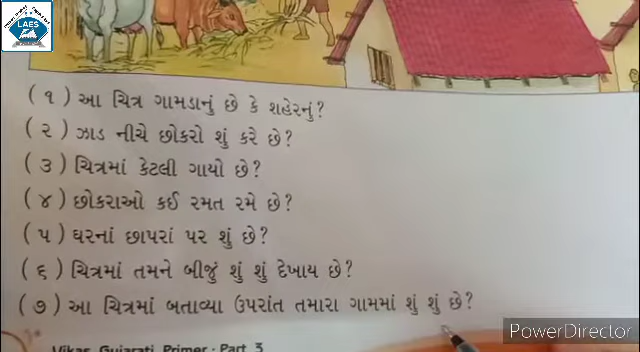 LAES
(૧) આ ચિત્ર ગામડાનું છે કે શહેરનું?
(૨) ઝાડ નીચે છોકરો શું કરે છે?
(૩) ચિત્રમાં કેટલી ગાયો છે?
(૪) છોકરાઓ કઈ રમત રમે છે?
(૫) ઘરનાં છાપરાં પર શું છે?
(૬) ચિત્રમાં તમને બીજું શું શું દેખાય છે?
(૭) આ ચિત્રમાં બતાવ્યા ઉપરાંત તમારા ગામમાં શું શું છે?
PowerDirector
Vikas Gujarati Primer · Part 3